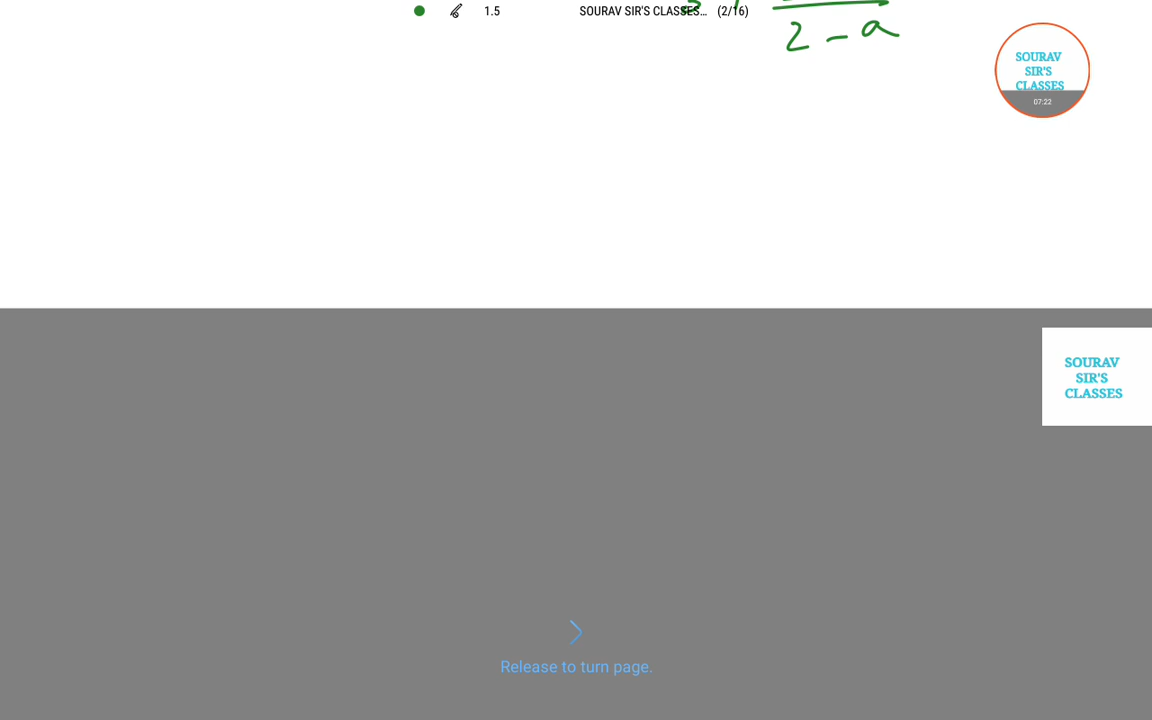 1.5 SOURAV SIR'S CLASSES... (2/16)
2 - a
SOURAV
SIR'S
CLASSES
07:22
SOURAV
SIR'S
CLASSES
Release to turn page.